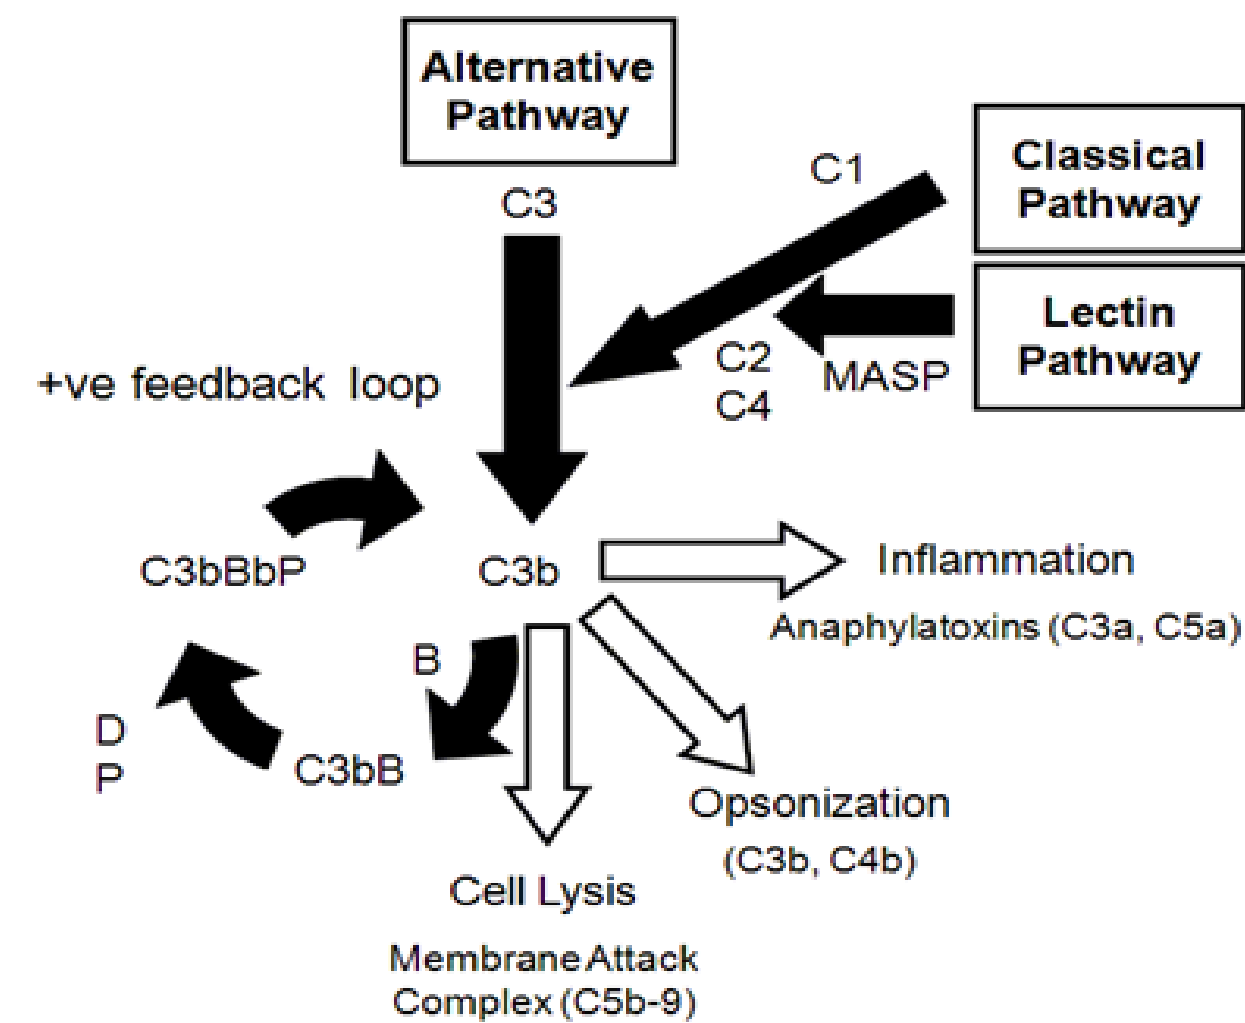 Alternative
Pathway
C3
C1
Classical
Pathway
Lectin
Pathway
C2
C4
MASP
+ve feedback loop
C3bBbP
C3b
Inflammation
Anaphylatoxins (C3a, C5a)
B
D
P
C3bB
Opsonization
(C3b, C4b)
Cell Lysis
Membrane Attack
Complex (C5b-9)